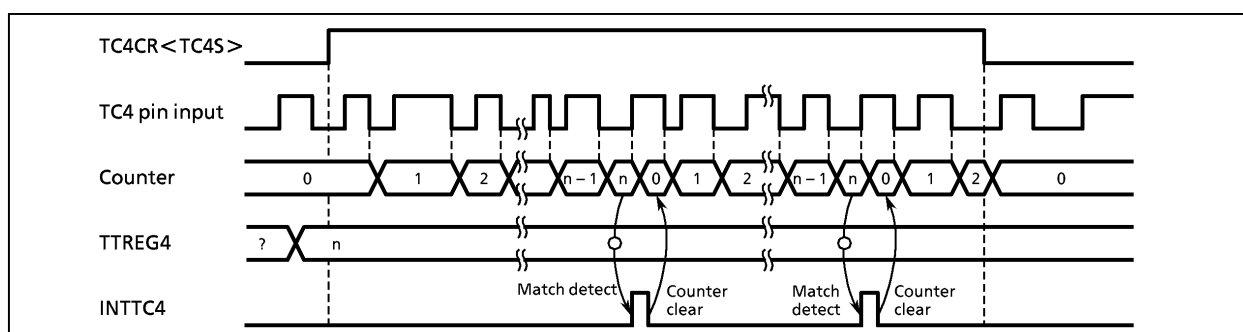 TC4CR<TC4S>
TC4 pin input
Counter
0 1 2 n–1 n 0 1 2 n–1 n 0 1 2 0
TTREG4
? n
Match detect
Counter clear
Match detect
Counter clear
INTTC4